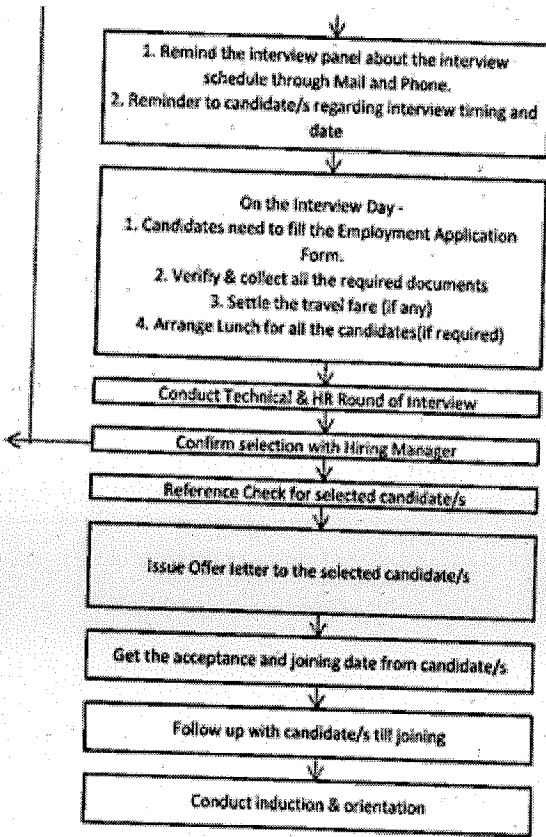 1. Remind the interview panel about the interview
schedule through Mail and Phone.
2. Reminder to candidate/s regarding interview timing and
date
On the Interview Day -
1. Candidates need to fill the Employment Application
Form.
2. Verifiy & collect all the required documents
3. Settle the travel fare (if any)
4. Arrange Lunch for all the candidates(if required)
Conduct Technical & HR Round of Interview
Confirm selection with Hiring Manager
Reference Check for selected candidate/s
Issue Offer letter to the selected candidate/s
Get the acceptance and joining date from candidate/s
Follow up with candidate/s till joining
Conduct induction & orientation